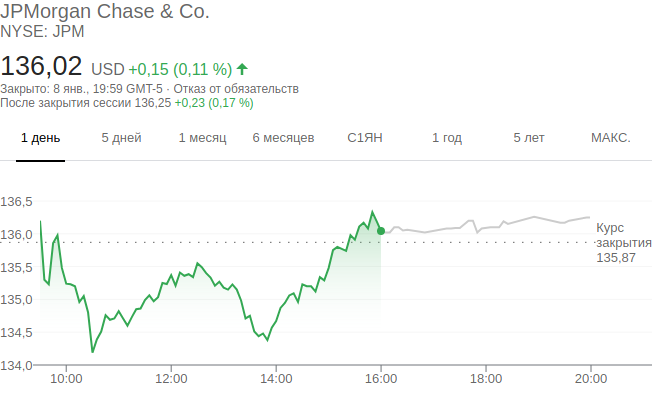 JPMorgan Chase & Co.
NYSE: JPM
136,02 USD +0,15 (0,11 %)
Закрыто: 8 янв., 19:59 GMT-5 · Отказ от обязательств
После закрытия сессии 136,25 +0,23 (0,17 %)
1 день 5 дней 1 месяц 6 месяцев С1ЯН 1 год 5 лет МАКС.
136,5
136,0
135,5
135,0
134,5
134,0
Курс
закрытия
135,87
10:00 12:00 14:00 16:00 18:00 20:00